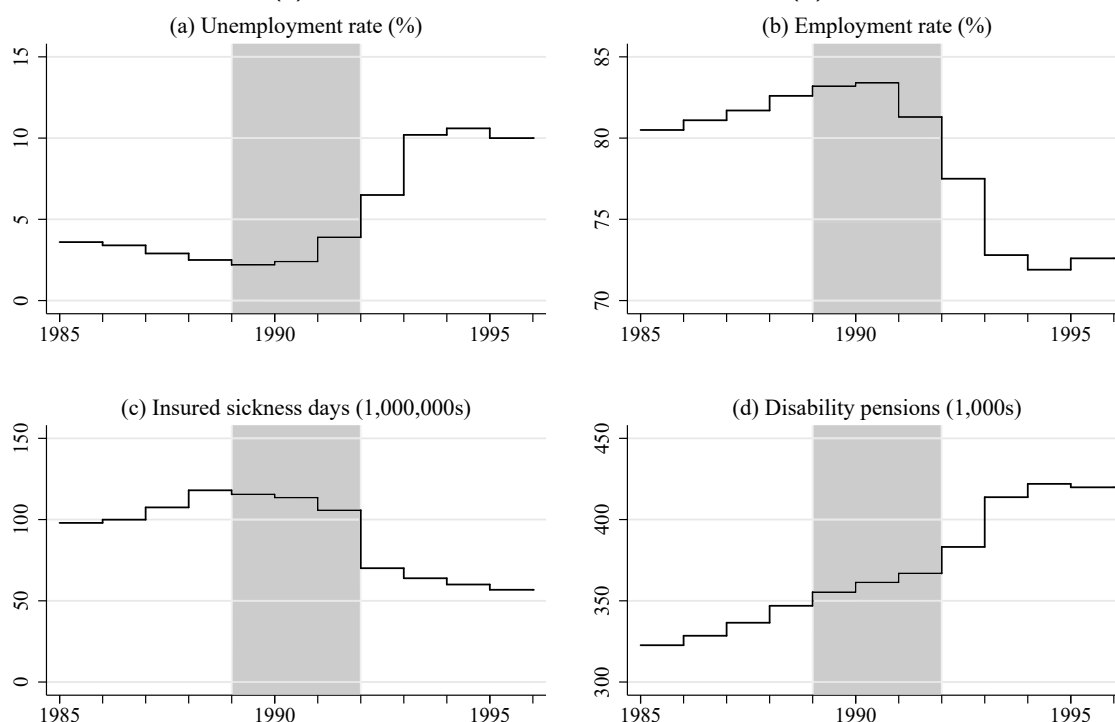 (a) Unemployment rate (%)
15
10
5
0
1985 1990 1995
(b) Employment rate (%)
85
80
75
70
1985 1990 1995
(c) Insured sickness days (1,000,000s)
150
100
50
0
1985 1990 1995
(d) Disability pensions (1,000s)
450
400
350
300
1985 1990 1995